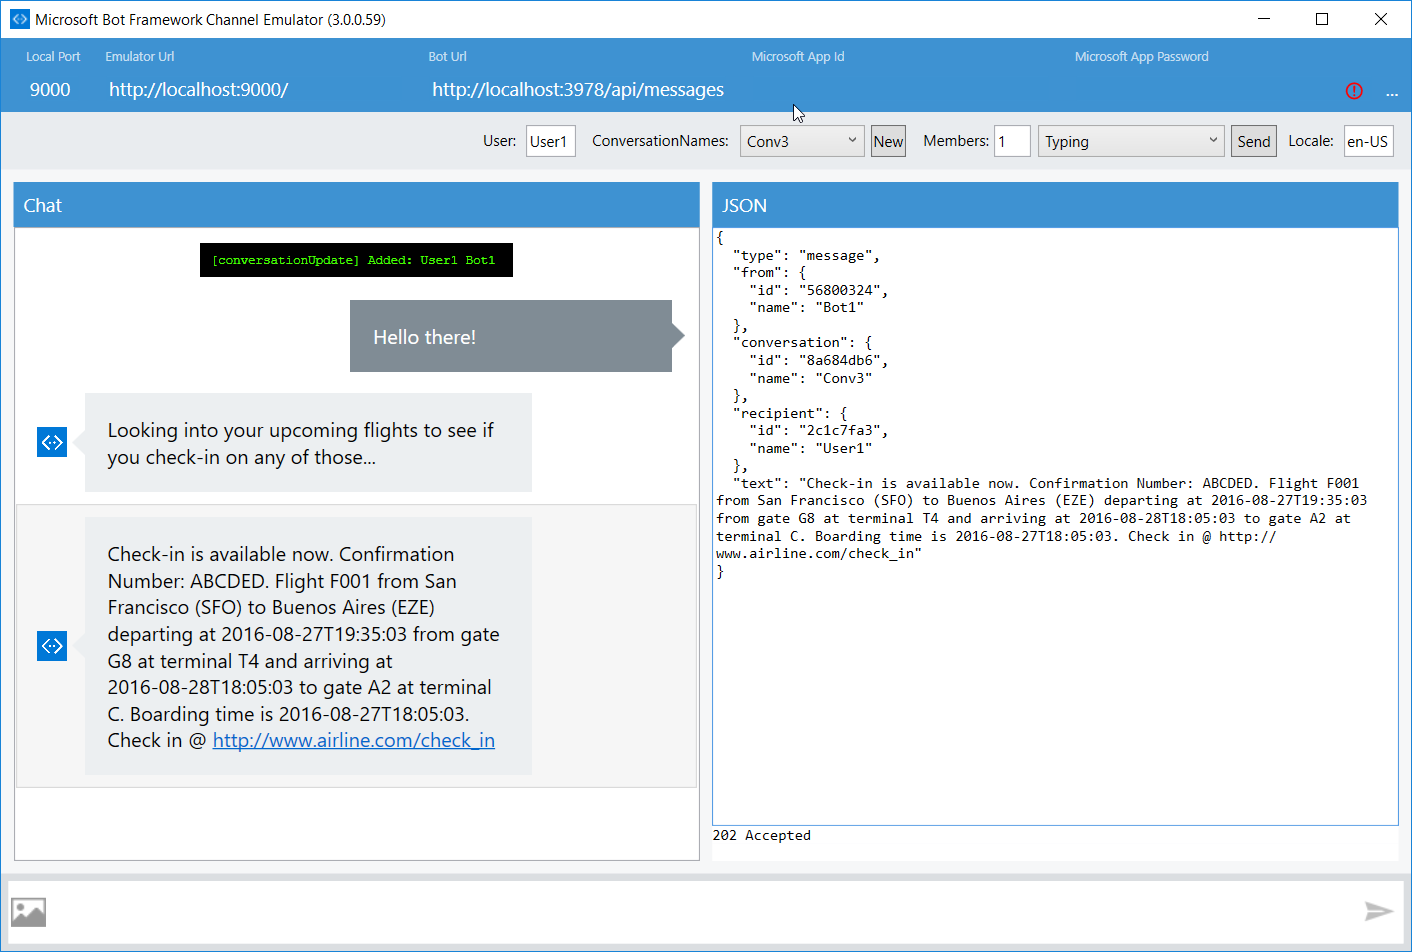 Microsoft Bot Framework Channel Emulator (3.0.0.59)
Local Port
Emulator Url
Bot Url
Microsoft App Id
Microsoft App Password
9000
http://localhost:9000/
http://localhost:3978/api/messages
...
User:
User1
ConversationNames:
Conv3
New
Members:
1
Typing
Send
Locale:
en-US
Chat
[conversationUpdate] Added: User1 Bot1
Hello there!
Looking into your upcoming flights to see if
you check-in on any of those...
Check-in is available now. Confirmation
Number: ABCDED. Flight F001 from San
Francisco (SFO) to Buenos Aires (EZE)
departing at 2016-08-27T19:35:03 from gate
G8 at terminal T4 and arriving at
2016-08-28T18:05:03 to gate A2 at terminal
C. Boarding time is 2016-08-27T18:05:03.
Check in @ http://www.airline.com/check_in
JSON
{
  "type": "message",
  "from": {
    "id": "56800324",
    "name": "Bot1"
  },
  "conversation": {
    "id": "8a684db6",
    "name": "Conv3"
  },
  "recipient": {
    "id": "2c1c7fa3",
    "name": "User1"
  },
  "text": "Check-in is available now. Confirmation Number: ABCDED. Flight F001
from San Francisco (SFO) to Buenos Aires (EZE) departing at 2016-08-27T19:35:03
from gate G8 at terminal T4 and arriving at 2016-08-28T18:05:03 to gate A2 at
terminal C. Boarding time is 2016-08-27T18:05:03. Check in @ http://
www.airline.com/check_in"
}
202 Accepted